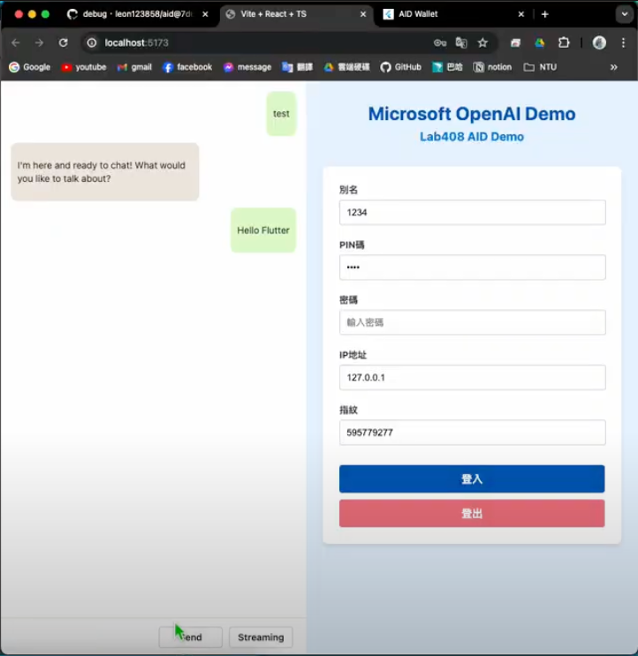 debug · leon123858/aid@7d
Vite + React + TS
AID Wallet
localhost:5173
Google
youtube
gmail
facebook
message
翻譯
雲端硬碟
GitHub
巴哈
notion
NTU
test
I'm here and ready to chat! What would
you like to talk about?
Hello Flutter
Send
Streaming
Microsoft OpenAI Demo
Lab408 AID Demo
別名
1234
PIN碼
••••
密碼
輸入密碼
IP地址
127.0.0.1
指紋
595779277
登入
登出